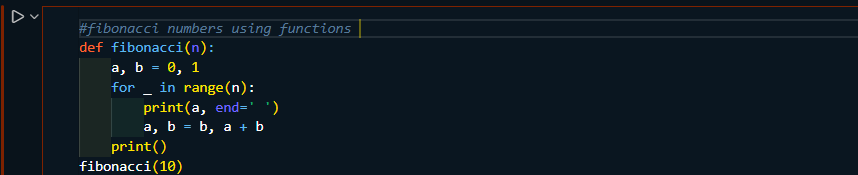 #fibonacci numbers using functions
def fibonacci(n):
    a, b = 0, 1
    for _ in range(n):
        print(a, end=' ')
        a, b = b, a + b
    print()
fibonacci(10)